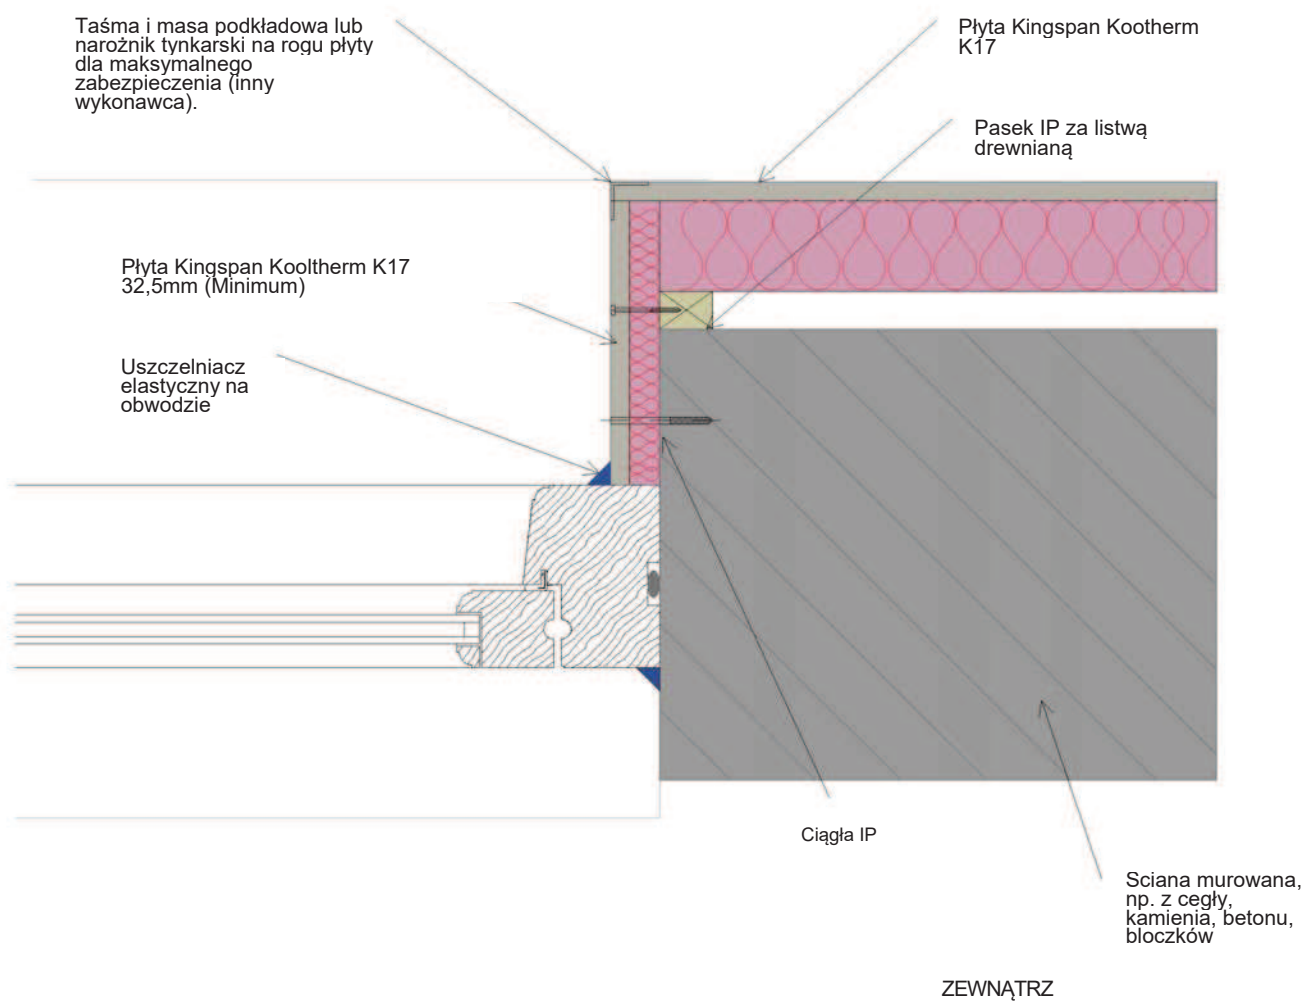 Taśma i masa podkładowa lub
narożnik tynkarski na rogu płyty
dla maksymalnego
zabezpieczenia (inny
wykonawca).
Płyta Kingspan Kootherm
K17
Pasek IP za listwą
drewnianą
Płyta Kingspan Kooltherm K17
32,5mm (Minimum)
Uszczelniacz
elastyczny na
obwodzie
Ciągła IP
Sciana murowana,
np. z cegły,
kamienia, betonu,
bloczków
ZEWNĄTRZ